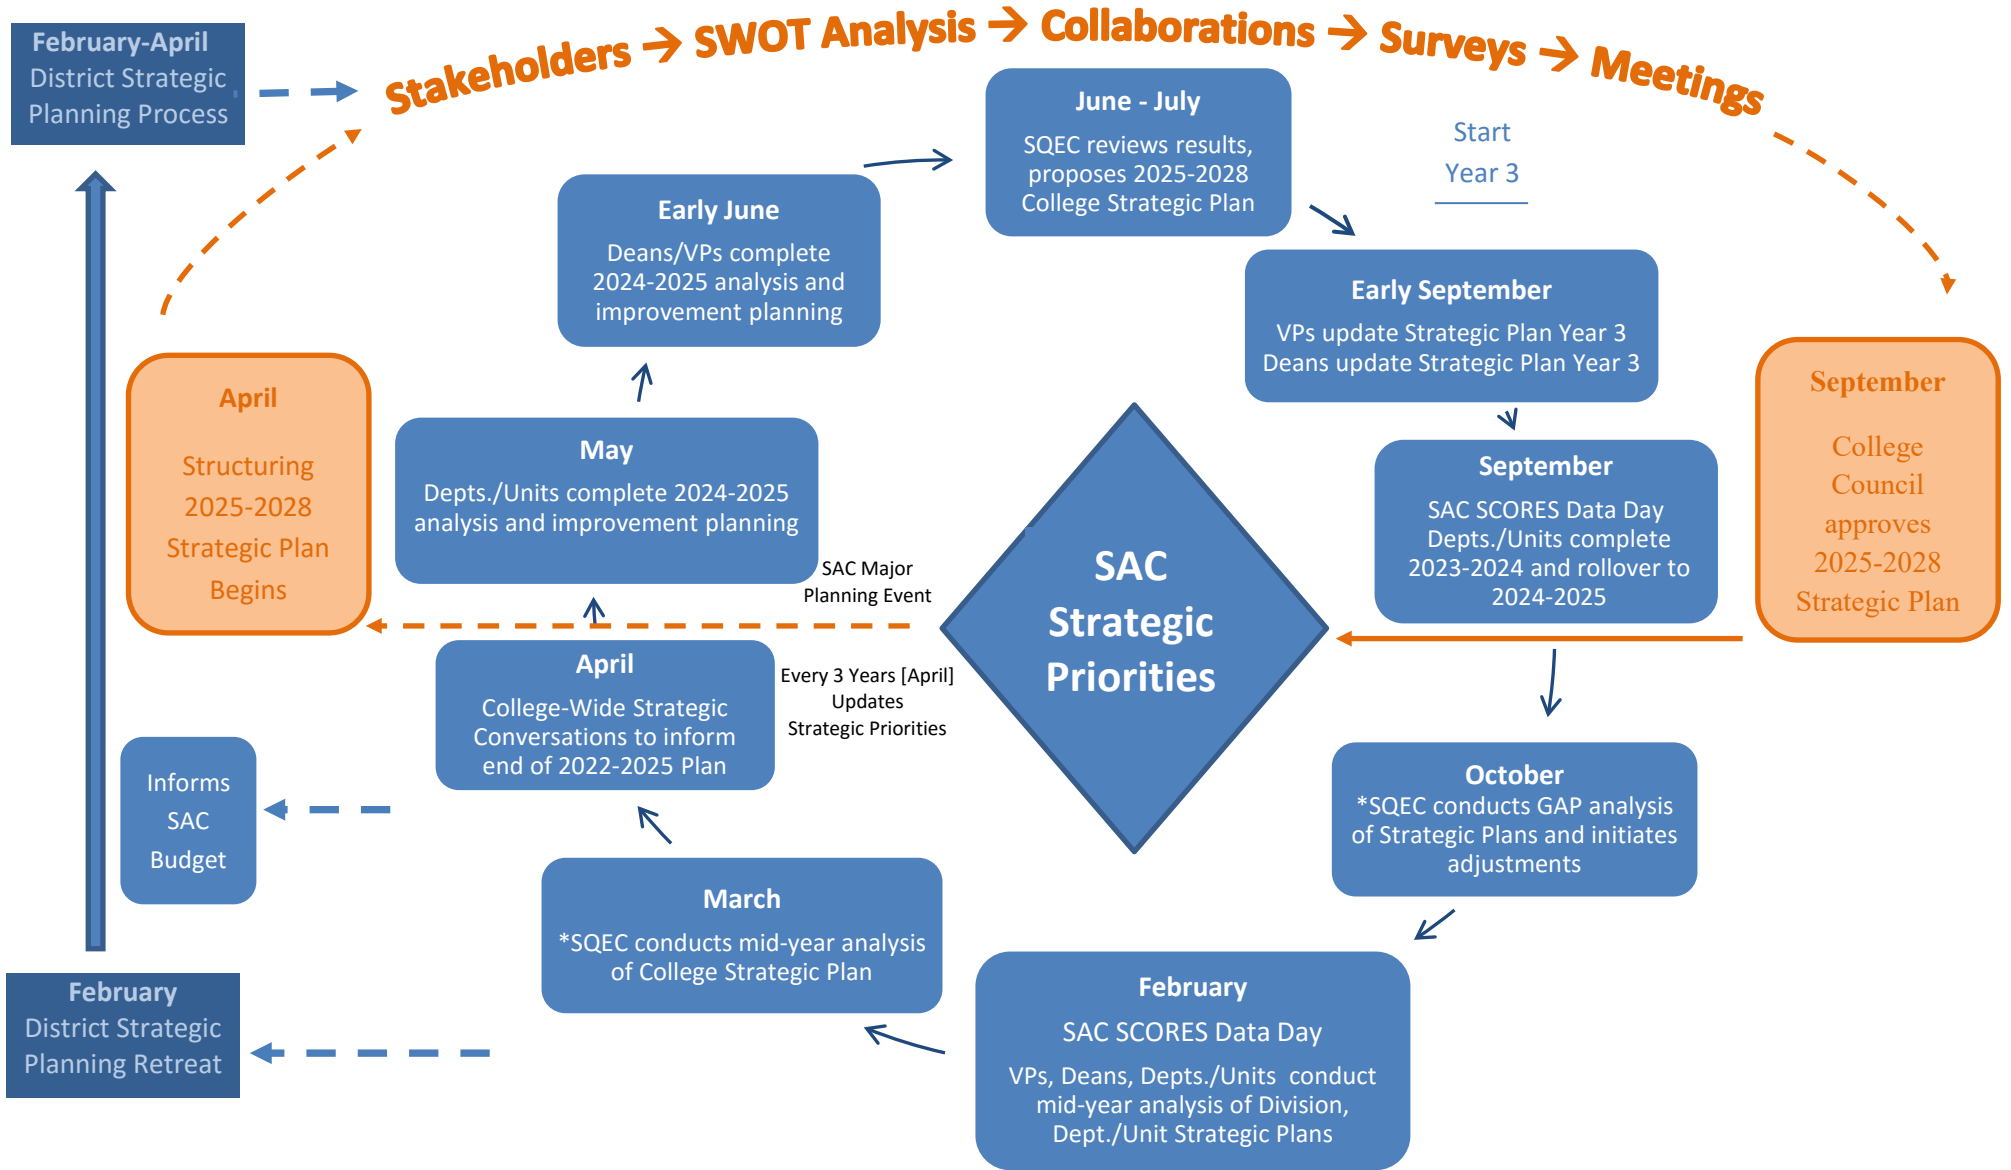 February-April
District Strategic
Planning Process
Stakeholders → SWOT Analysis → Collaborations → Surveys → Meetings
June - July
SQEC reviews results,
proposes 2025-2028
College Strategic Plan
Start
Year 3
Early June
Deans/VPs complete
2024-2025 analysis and
improvement planning
Early September
VPs update Strategic Plan Year 3
Deans update Strategic Plan Year 3
April
Structuring
2025-2028
Strategic Plan
Begins
May
Depts./Units complete 2024-2025
analysis and improvement planning
SAC Major
Planning Event
SAC
Strategic
Priorities
September
SAC SCORES Data Day
Depts./Units complete
2023-2024 and rollover to
2024-2025
September
College
Council
approves
2025-2028
Strategic Plan
April
College-Wide Strategic
Conversations to inform
end of 2022-2025 Plan
Every 3 Years [April]
Updates
Strategic Priorities
Informs
SAC
Budget
October
*SQEC conducts GAP analysis
of Strategic Plans and initiates
adjustments
March
*SQEC conducts mid-year analysis
of College Strategic Plan
February
District Strategic
Planning Retreat
February
SAC SCORES Data Day
VPs, Deans, Depts./Units conduct
mid-year analysis of Division,
Dept./Unit Strategic Plans